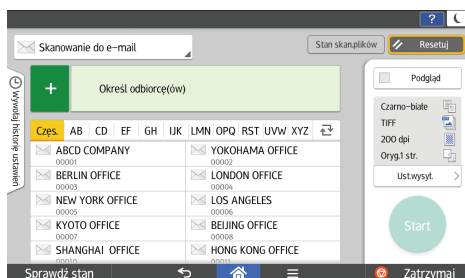 ?
Skanowanie do e-mail
Stan skan.plików
Resetuj
Wywołaj historię ustawień
+
Określ odbiorcę(ów)
Podgląd
Częs. AB CD EF GH IJK LMN OPQ RST UVW XYZ
Czarno-białe
TIFF
200 dpi
Oryg.1 str.
Ust.wysył.
Start
ABCD COMPANY
00001
YOKOHAMA OFFICE
00002
BERLIN OFFICE
00003
LONDON OFFICE
00004
NEW YORK OFFICE
00005
LOS ANGELES
00006
KYOTO OFFICE
00007
BEIJING OFFICE
00008
SHANGHAI OFFICE
HONG KONG OFFICE
Sprawdź stan
Zatrzymaj